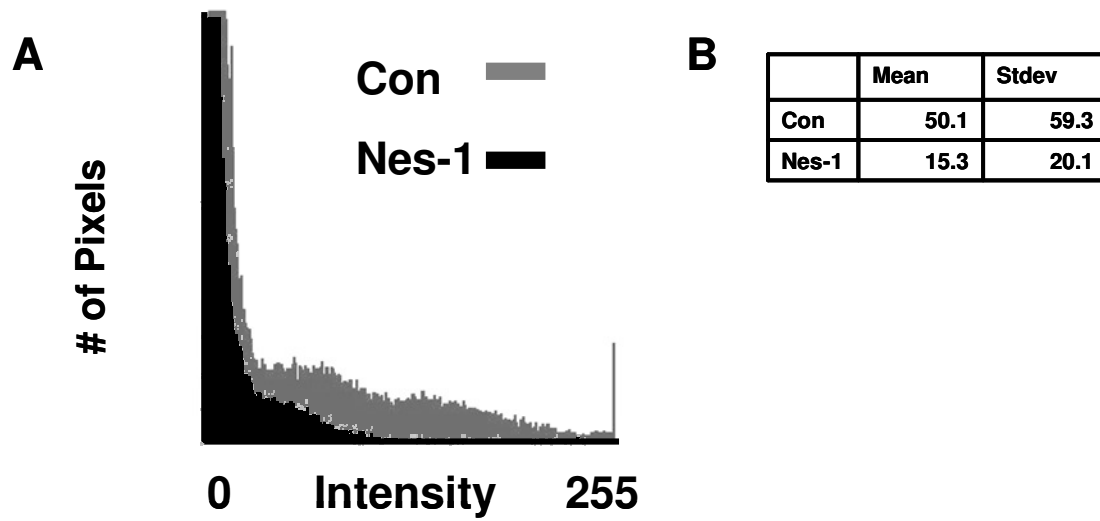 A
Con
Nes-1
# of Pixels
0 Intensity 255
B
Mean Stdev
Con 50.1 59.3
Nes-1 15.3 20.1